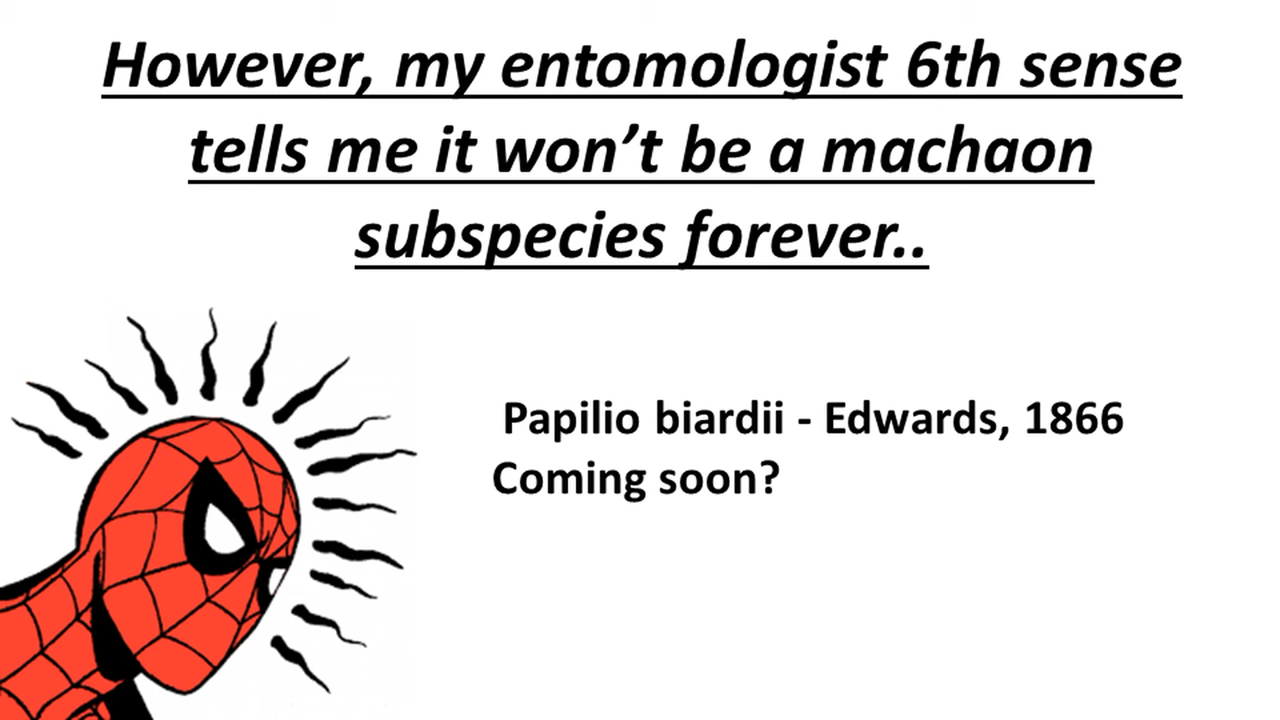 However, my entomologist 6th sense
tells me it won’t be a machaon
subspecies forever..
Papilio biardii - Edwards, 1866
Coming soon?